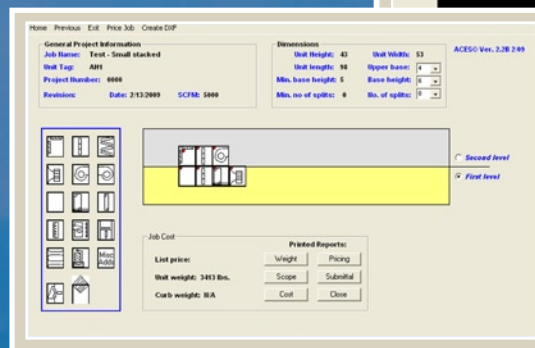 Home Previous Exit Price Job Create DXF
General Project Information
Job Name: Test - Small stacked
Unit Tag: AH1
Project Number: 0000
Revision: Date: 2/13/2009 SCFM: 5000
Dimensions
Unit Height: 43 Unit Width: 53
Unit length: 98 Upper base: 4
Min. base height: 5 Base height: 6
Min. no of splits: 0 No. of splits: 0
ACESO Ver. 2.2B 2/09
Second level
First level
Misc
Adds
Job Cost
Printed Reports:
List price: Weight Pricing
Unit weight: 3413 lbs. Scope Submittal
Curb weight: N/A Cost Close